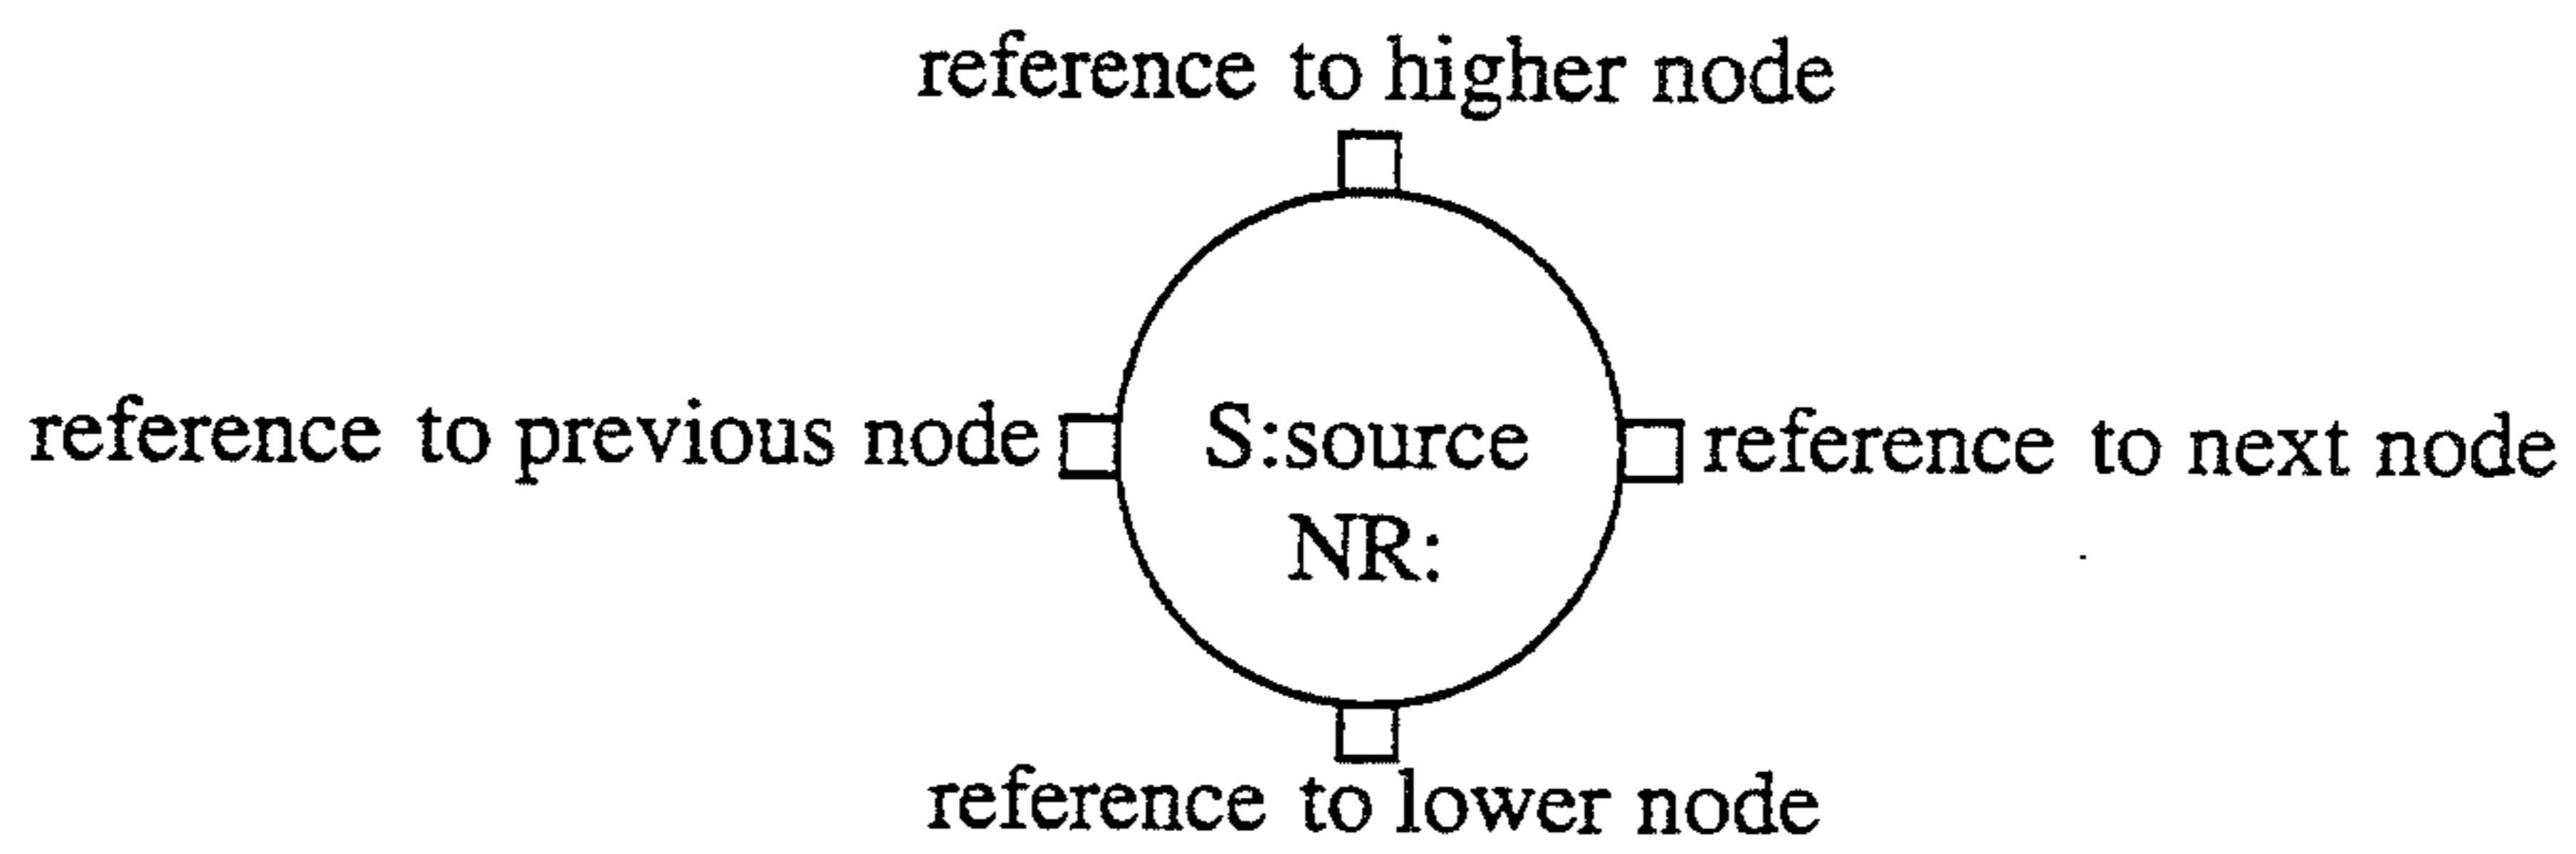 reference to higher node
reference to previous node
S:source
NR:
reference to next node
reference to lower node